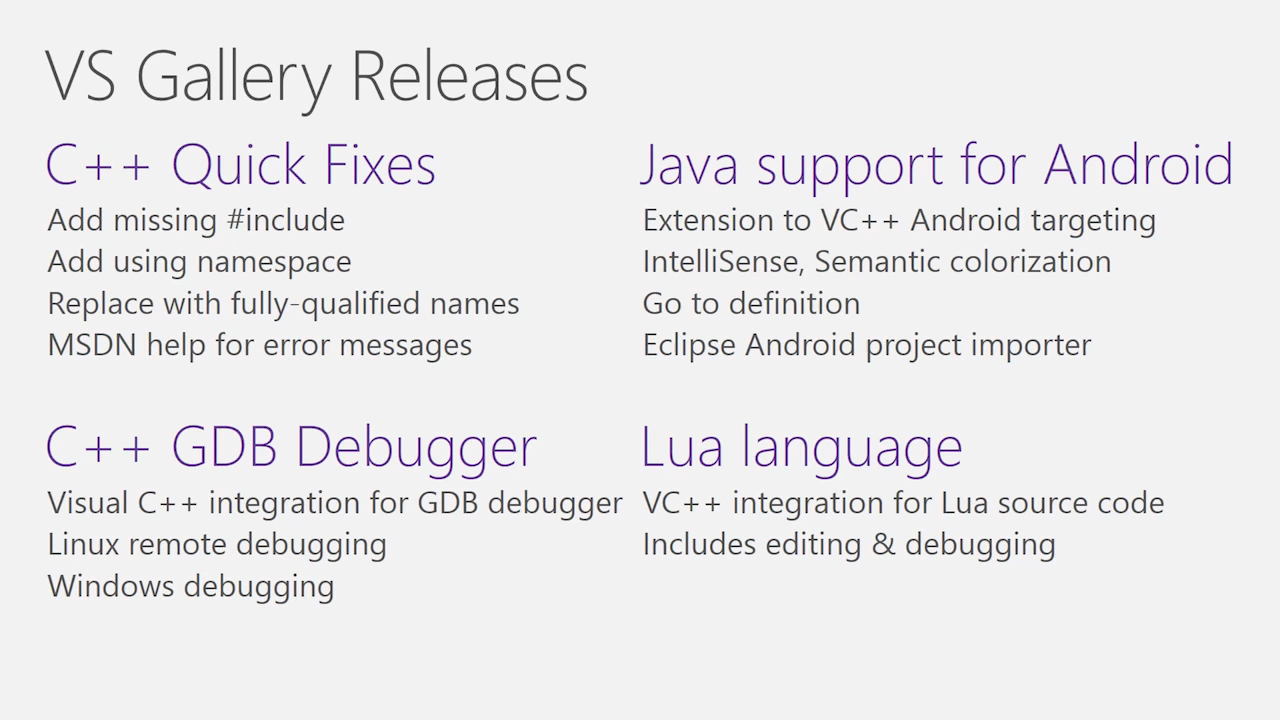 VS Gallery Releases
C++ Quick Fixes
Add missing #include
Add using namespace
Replace with fully-qualified names
MSDN help for error messages
Java support for Android
Extension to VC++ Android targeting
IntelliSense, Semantic colorization
Go to definition
Eclipse Android project importer
C++ GDB Debugger
Visual C++ integration for GDB debugger
Linux remote debugging
Windows debugging
Lua language
VC++ integration for Lua source code
Includes editing & debugging